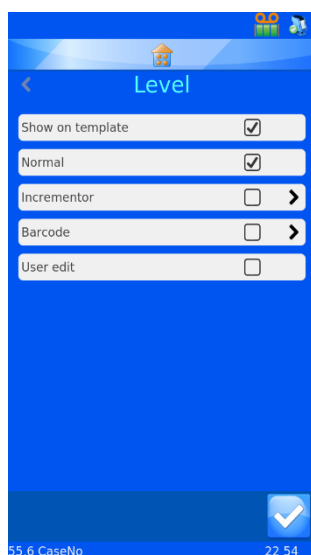 Level
Show on template
Normal
Incrementor
Barcode
User edit
55.6 CaseNo 22 54